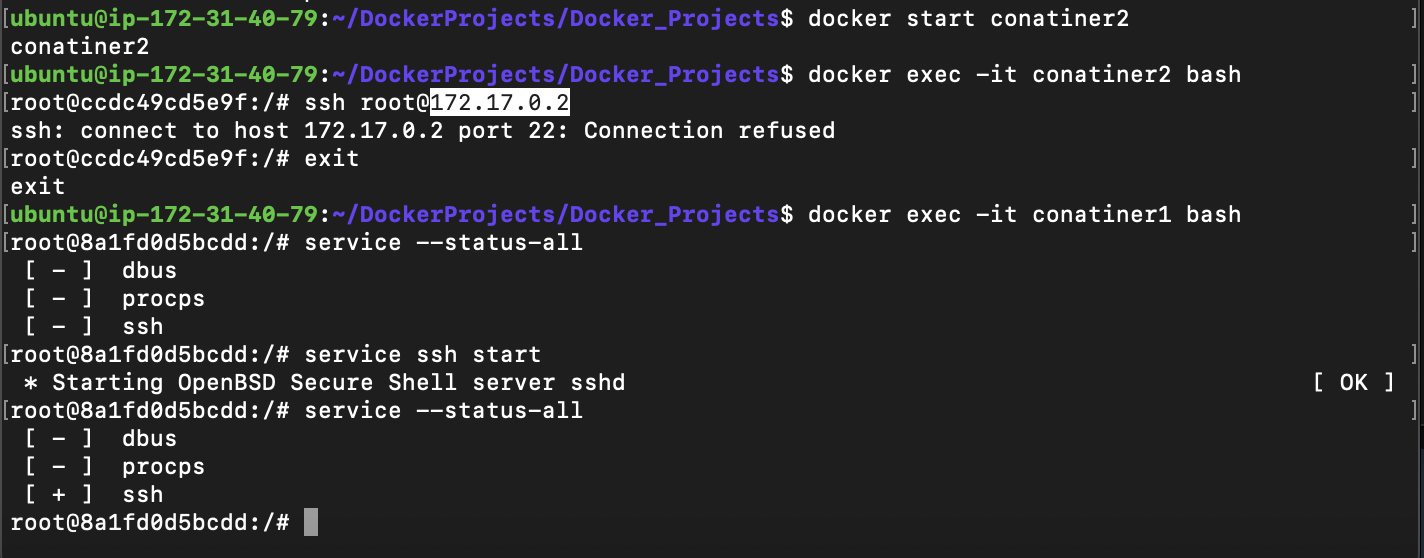 [ubuntu@ip-172-31-40-79:~/DockerProjects/Docker_Projects$ docker start conatiner2 ]
conatiner2
[ubuntu@ip-172-31-40-79:~/DockerProjects/Docker_Projects$ docker exec -it conatiner2 bash ]
[root@ccdc49cd5e9f:/# ssh root@172.17.0.2 ]
ssh: connect to host 172.17.0.2 port 22: Connection refused
[root@ccdc49cd5e9f:/# exit ]
exit
[ubuntu@ip-172-31-40-79:~/DockerProjects/Docker_Projects$ docker exec -it conatiner1 bash ]
[root@8a1fd0d5bcdd:/# service --status-all ]
[ - ]  dbus
[ - ]  procps
[ - ]  ssh
[root@8a1fd0d5bcdd:/# service ssh start ]
* Starting OpenBSD Secure Shell server sshd [ OK ]
[root@8a1fd0d5bcdd:/# service --status-all ]
[ - ]  dbus
[ - ]  procps
[ + ]  ssh
root@8a1fd0d5bcdd:/#